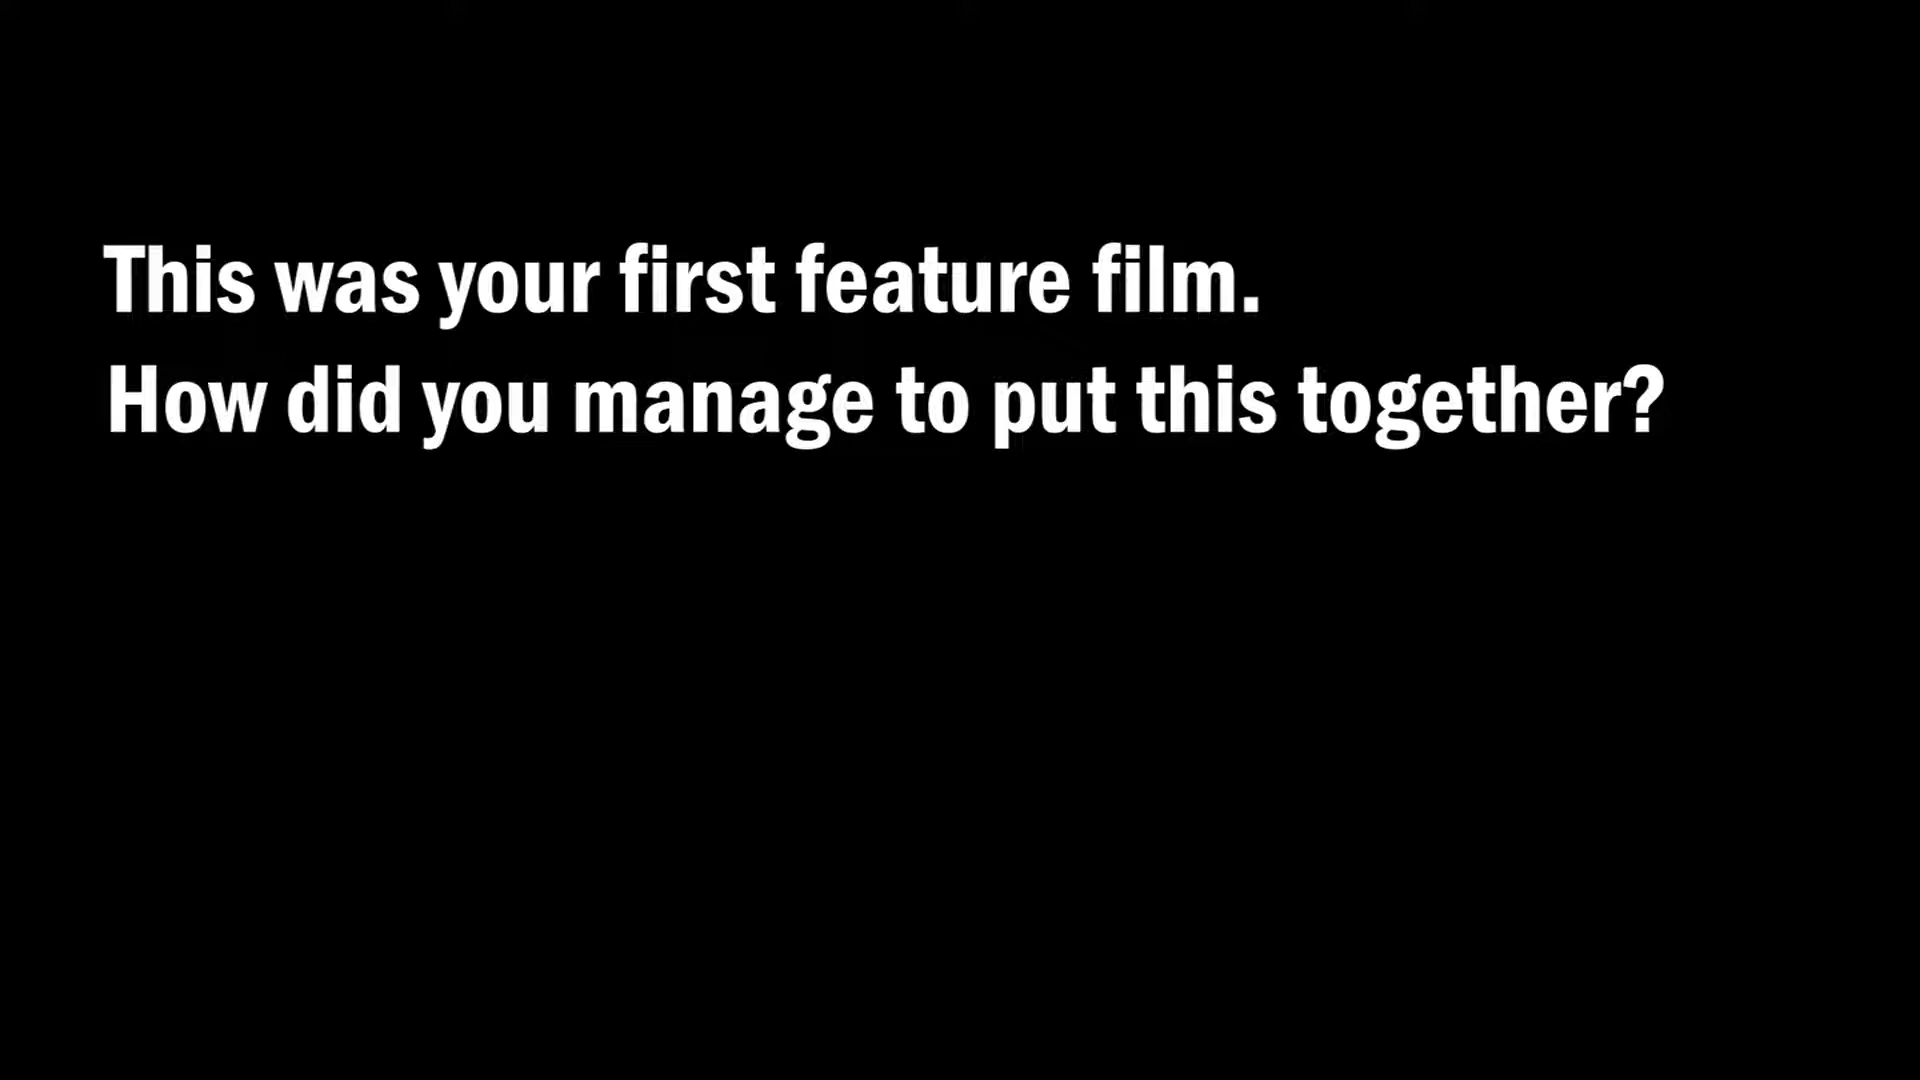 This was your first feature film.
How did you manage to put this together?